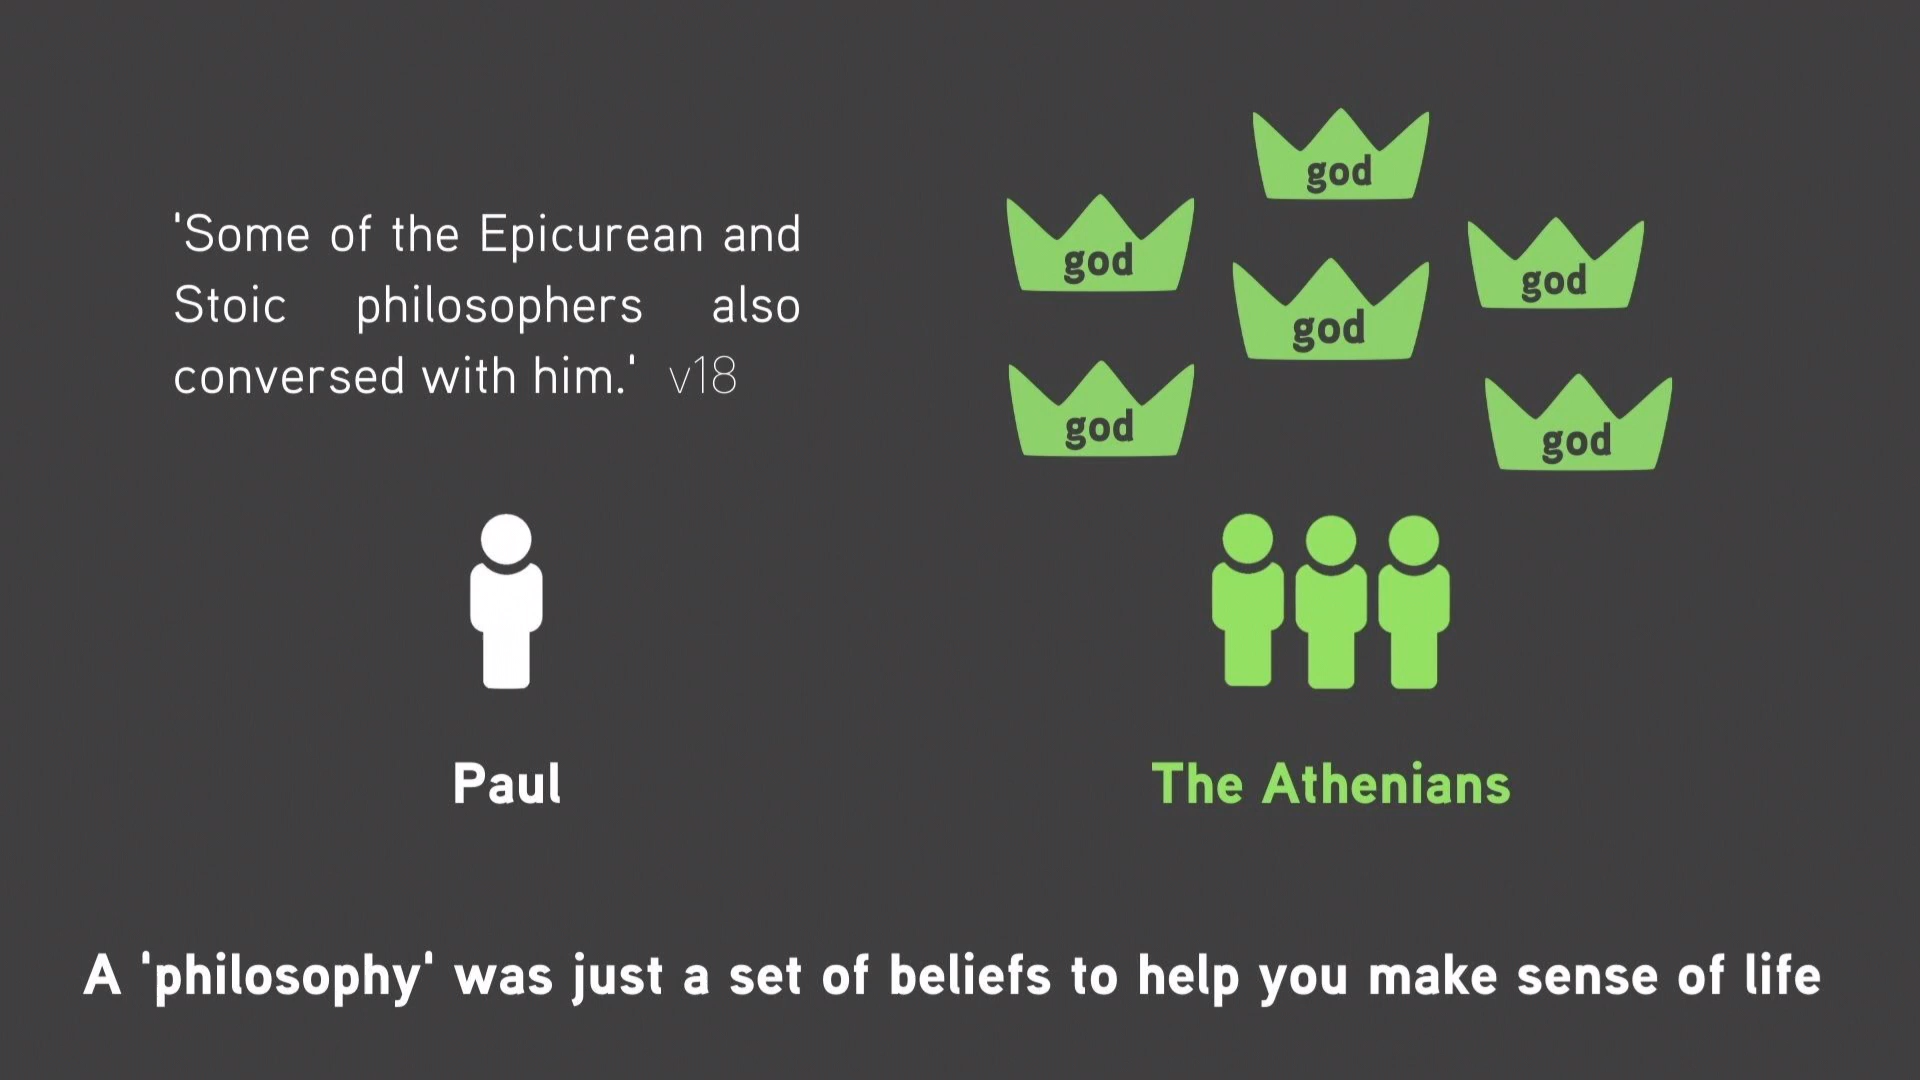 'Some of the Epicurean and
Stoic philosophers also
conversed with him.' v18
god
god
god
god
god
god
Paul
The Athenians
A 'philosophy' was just a set of beliefs to help you make sense of life